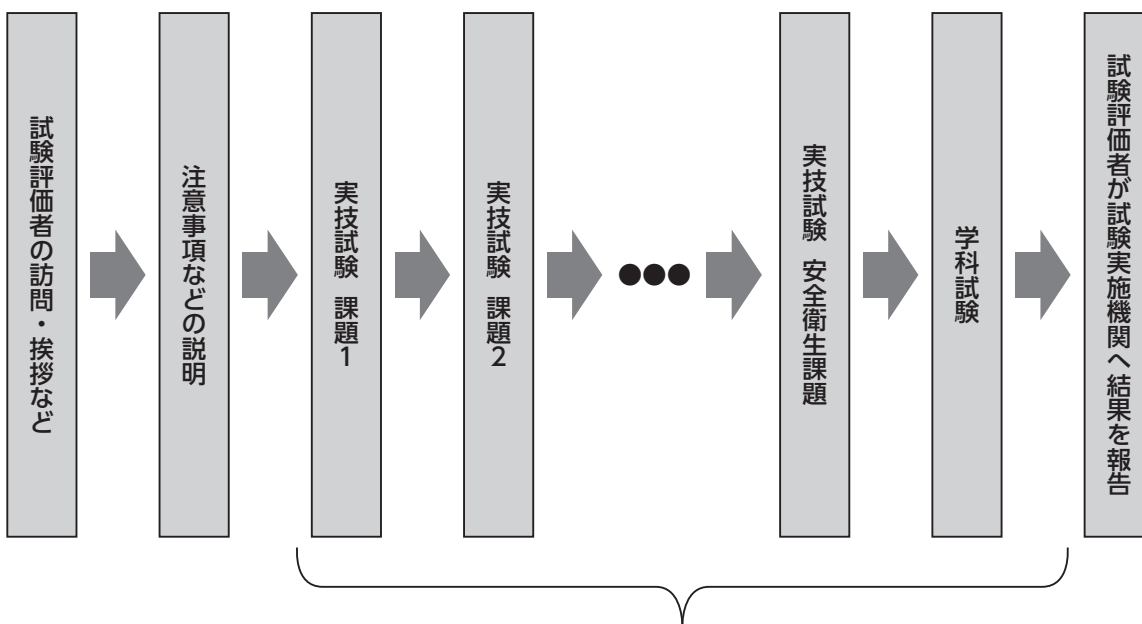 試験評価者の訪問・挨拶など
注意事項などの説明
実技試験 課題1
実技試験 課題2
●●●
実技試験 安全衛生課題
学科試験
試験評価者が試験実施機関へ結果を報告